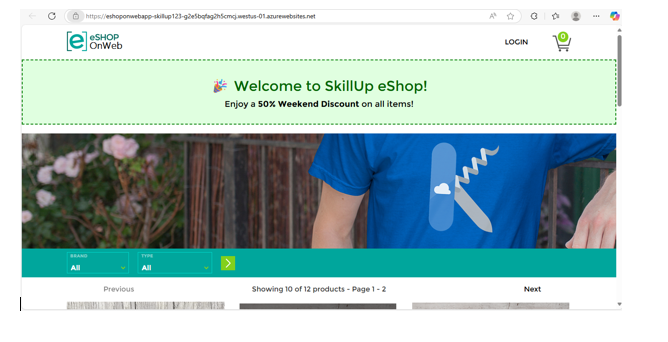 https://eshoponwebapp-skillup123-g2e5bqfag2h5cmcj.westus-01.azurewebsites.net
eSHOP
OnWeb
LOGIN
0
🎉 Welcome to SkillUp eShop!
Enjoy a 50% Weekend Discount on all items!
BRAND
All
TYPE
All
Previous
Showing 10 of 12 products - Page 1 - 2
Next